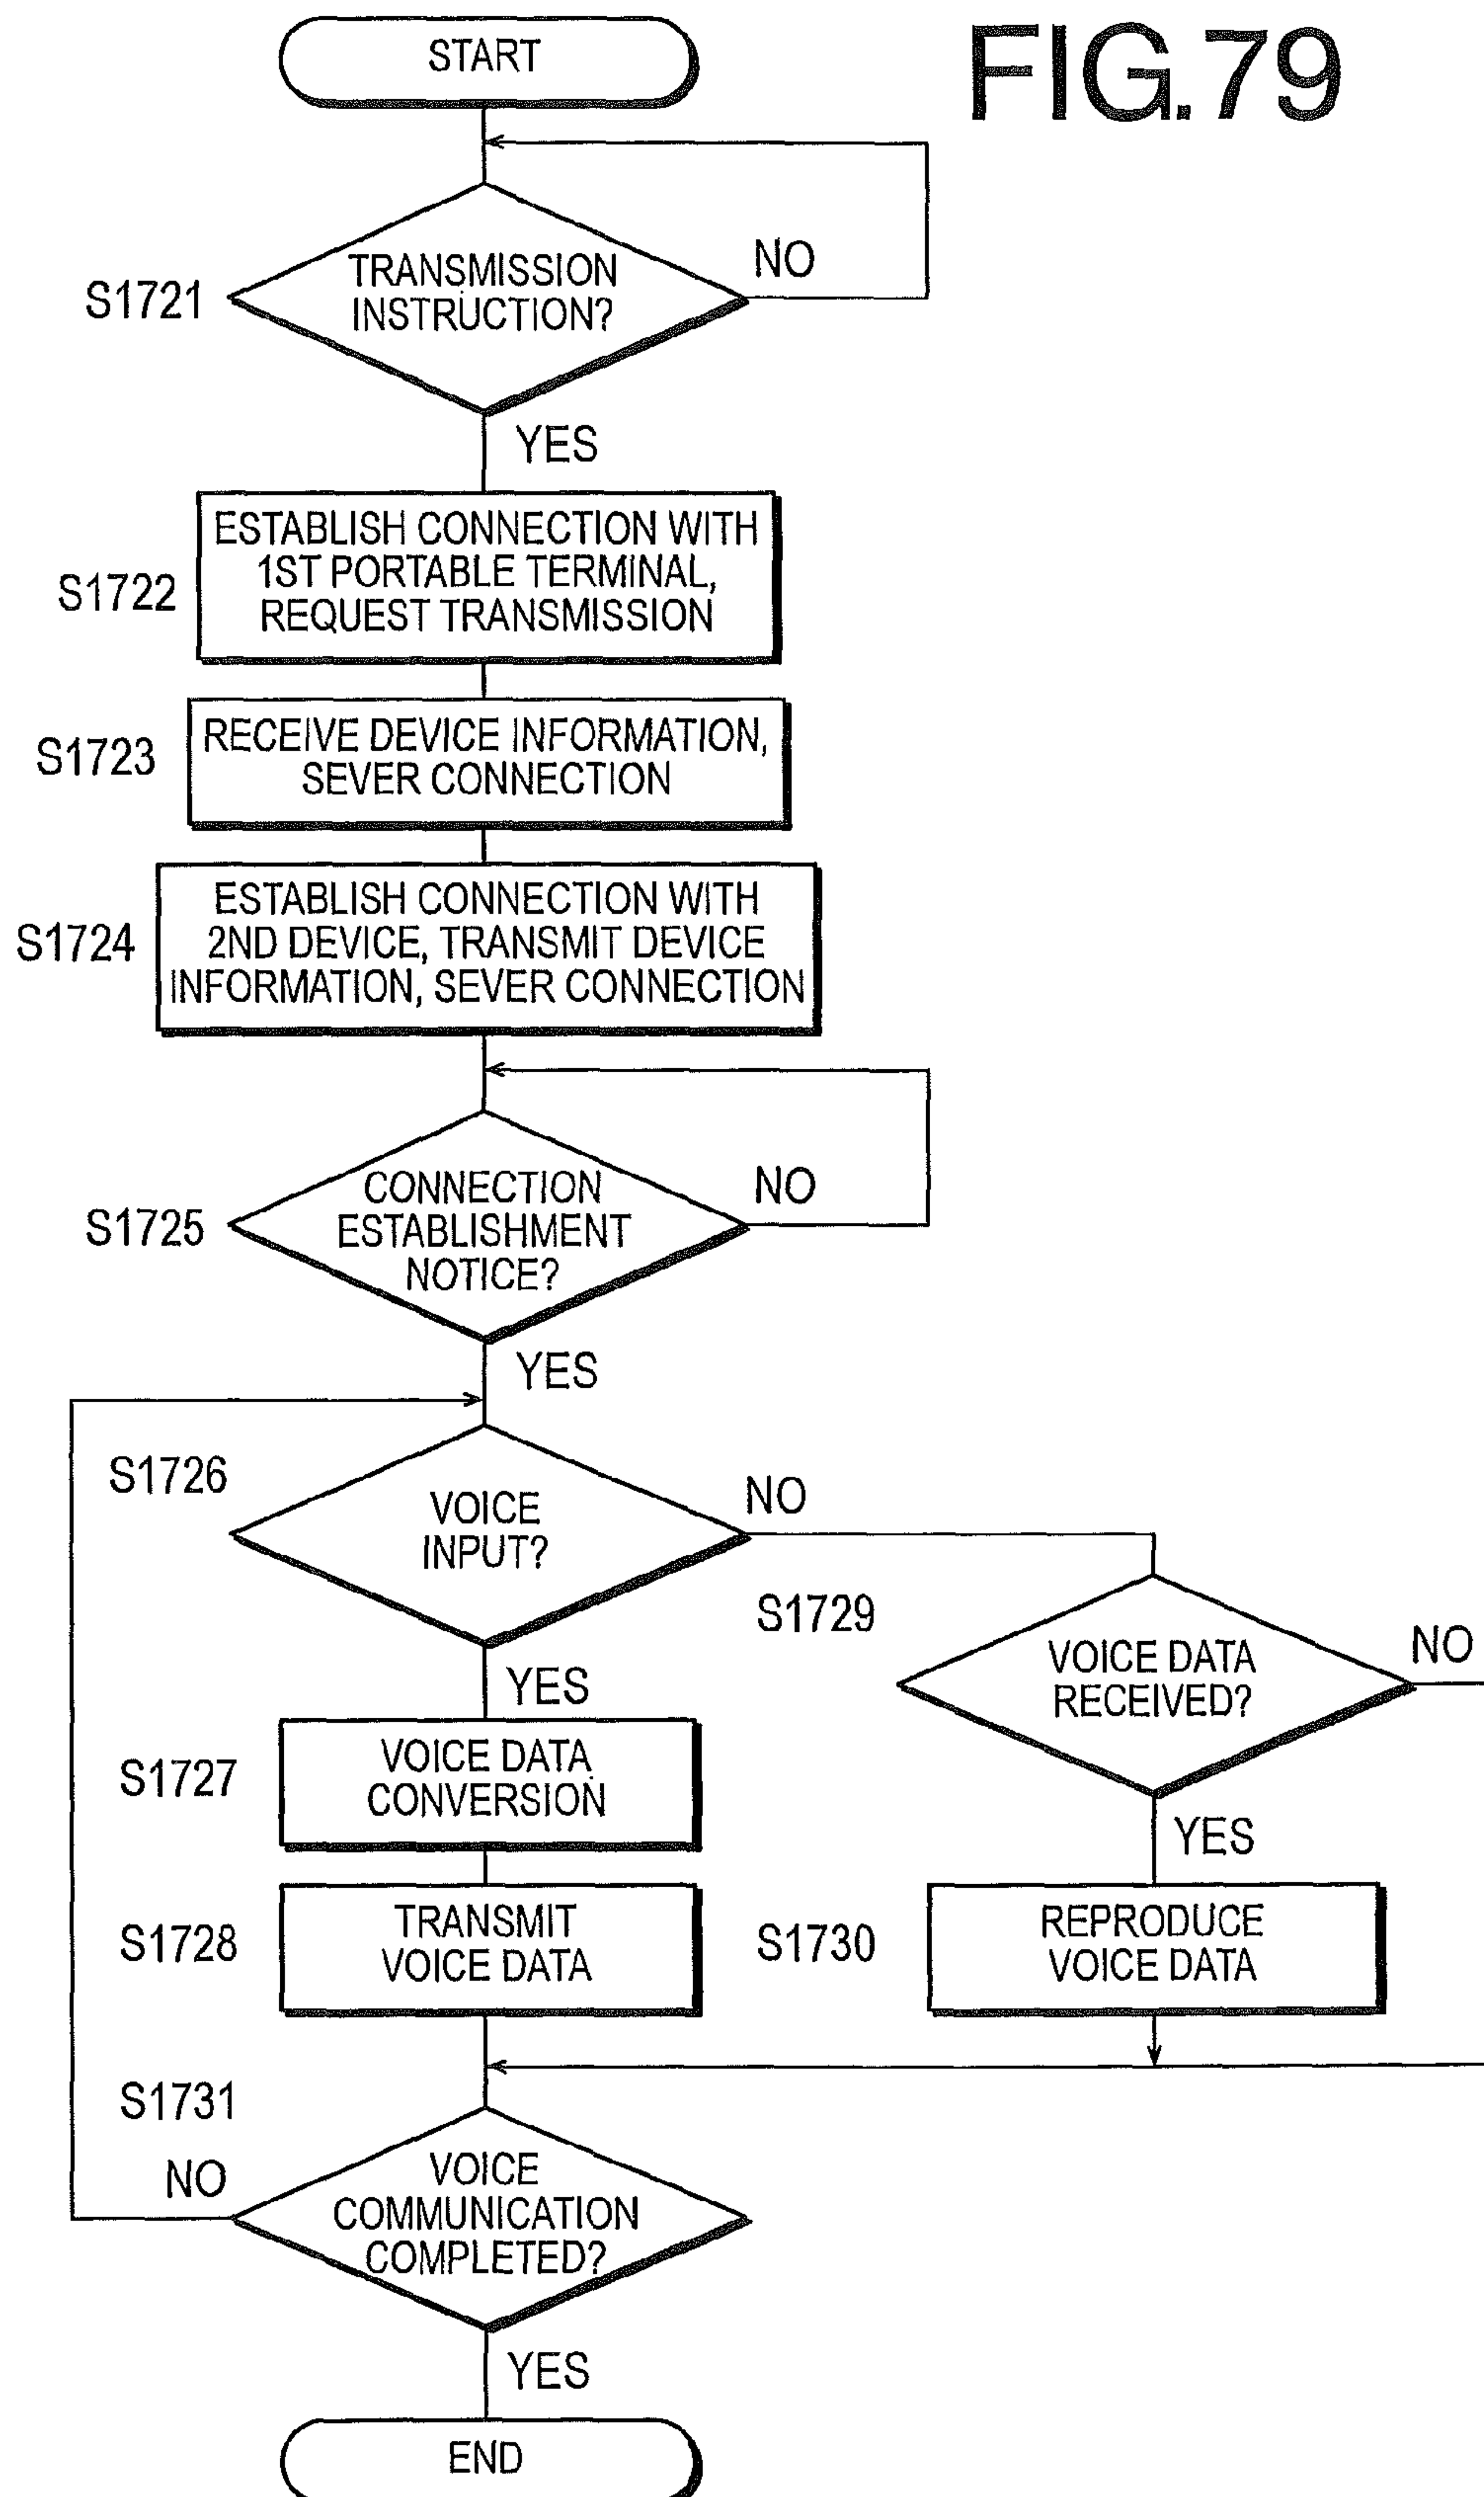 FIG.79
START
S1721
TRANSMISSION
INSTRUCTION?
NO
YES
S1722
ESTABLISH CONNECTION WITH
1ST PORTABLE TERMINAL,
REQUEST TRANSMISSION
S1723
RECEIVE DEVICE INFORMATION,
SEVER CONNECTION
S1724
ESTABLISH CONNECTION WITH
2ND DEVICE, TRANSMIT DEVICE
INFORMATION, SEVER CONNECTION
S1725
CONNECTION
ESTABLISHMENT
NOTICE?
NO
YES
S1726
VOICE
INPUT?
NO
YES
S1729
VOICE DATA
RECEIVED?
NO
YES
S1727
VOICE DATA
CONVERSION
S1728
TRANSMIT
VOICE DATA
S1730
REPRODUCE
VOICE DATA
S1731
NO
VOICE
COMMUNICATION
COMPLETED?
YES
END